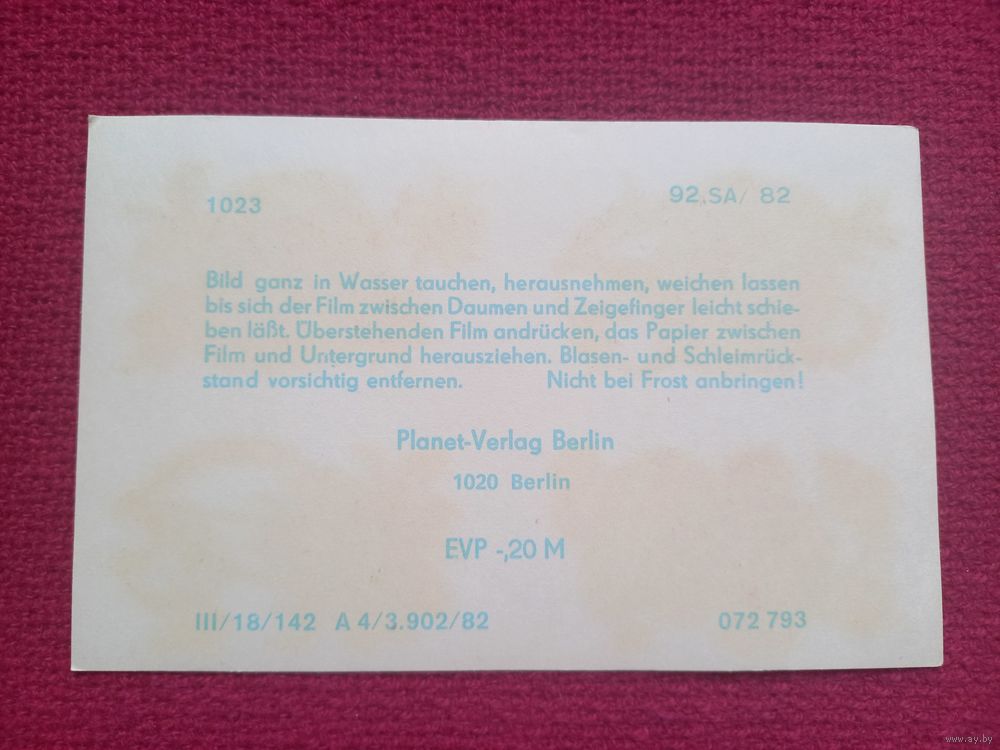 1023
92 SA/ 82
Bild ganz in Wasser tauchen, herausnehmen, weichen lassen
bis sich der Film zwischen Daumen und Zeigefinger leicht schie-
ben läßt. Überstehenden Film andrücken, das Papier zwischen
Film und Untergrund herausziehen. Blasen- und Schleimrück-
stand vorsichtig entfernen. Nicht bei Frost anbringen!
Planet-Verlag Berlin
1020 Berlin
EVP -,20 M
III/18/142 A 4/3.902/82
072 793
www.ay.by